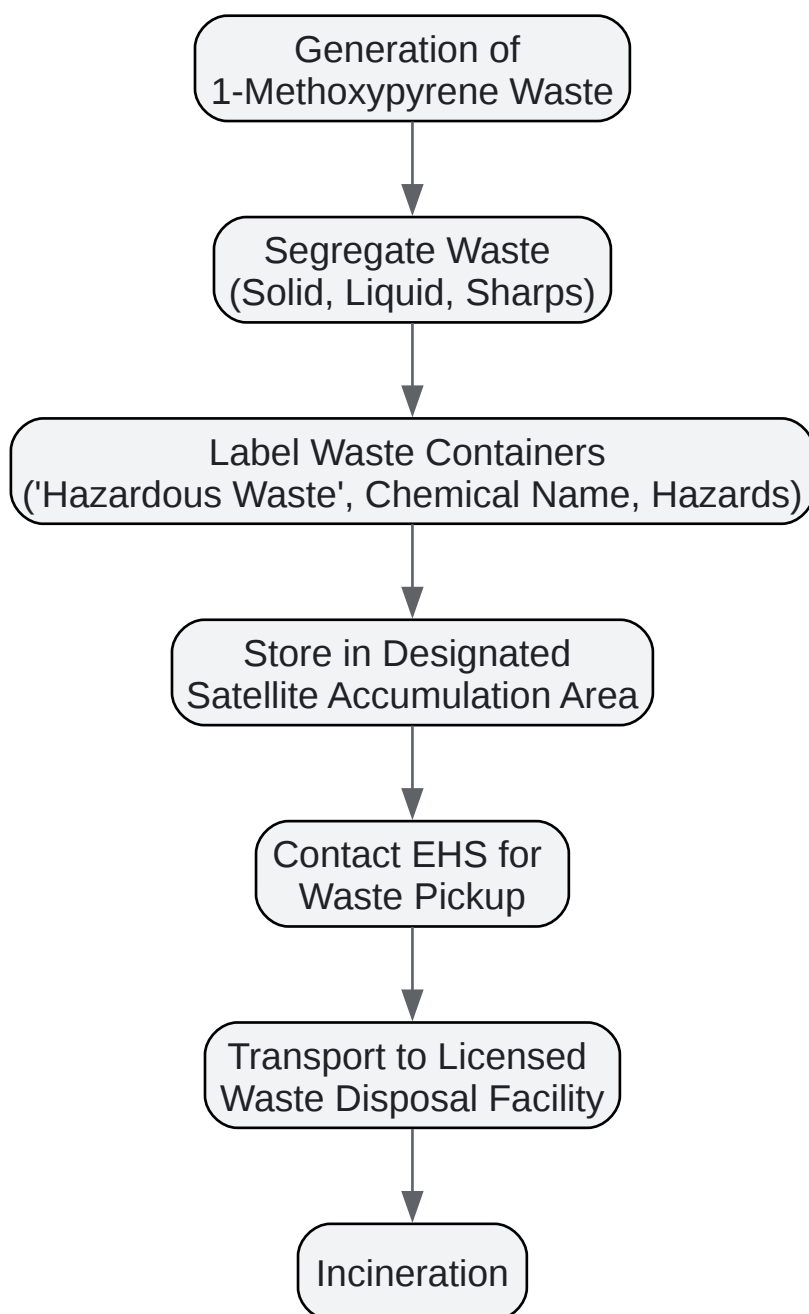 Generation of
1-Methoxypyrene Waste
Segregate Waste
(Solid, Liquid, Sharps)
Label Waste Containers
('Hazardous Waste', Chemical Name, Hazards)
Store in Designated
Satellite Accumulation Area
Contact EHS for
Waste Pickup
Transport to Licensed
Waste Disposal Facility
Incineration